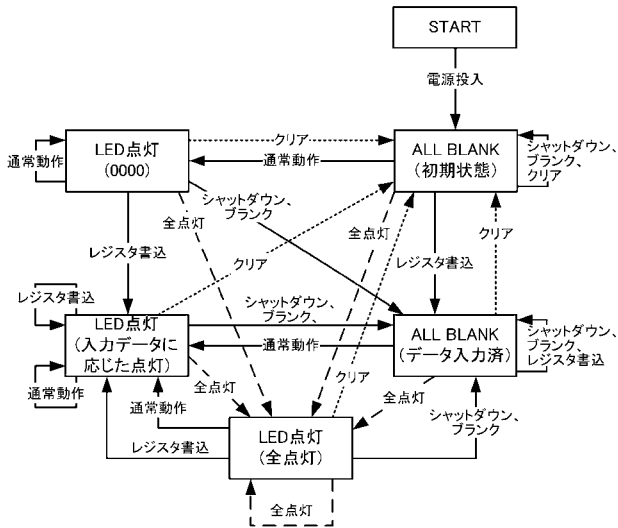 START
電源投入
LED点灯
(0000)
クリア
通常動作
ALL BLANK
(初期状態)
シャットダウン、
ブランク、
クリア
通常動作
シャットダウン、
ブランク
全点灯
全点灯
レジスタ書込
クリア
レジスタ書込
クリア
レジスタ書込
シャットダウン、
ブランク、
LED点灯
(入力データに
応じた点灯)
通常動作
ALL BLANK
(データ入力済)
シャットダウン、
ブランク、
レジスタ書込
通常動作
全点灯
クリア
全点灯
通常動作
シャットダウン、
ブランク
レジスタ書込
LED点灯
(全点灯)
全点灯